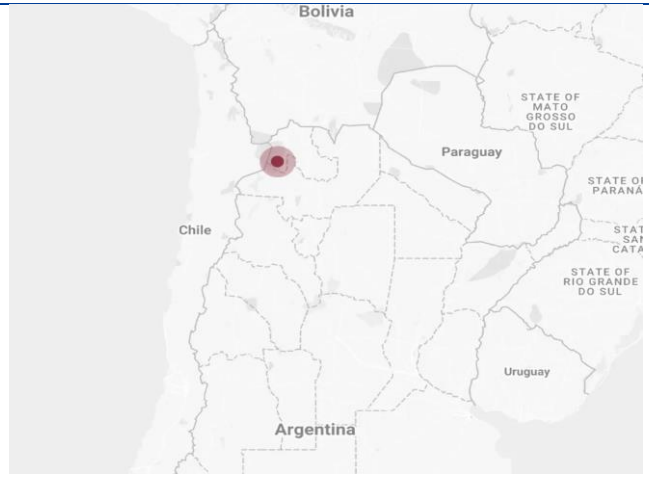 Bolivia
STATE OF
MATO
GROSSO
DO SUL
Paraguay
STATE OF
PARANÁ
Chile
STATE OF
RIO GRANDE
DO SUL
Uruguay
Argentina